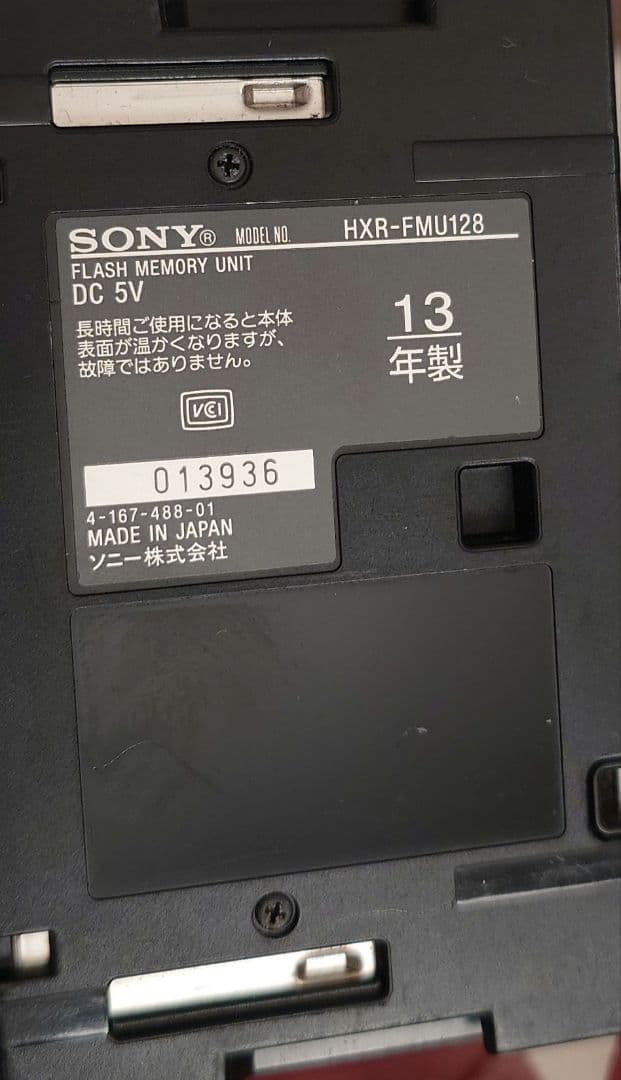 SONY® MODEL NO. HXR-FMU128
FLASH MEMORY UNIT
DC 5V
長時間ご使用になると本体
表面が温かくなりますが、
故障ではありません。
13
年製
VCI
013936
4-167-488-01
MADE IN JAPAN
ソニー株式会社